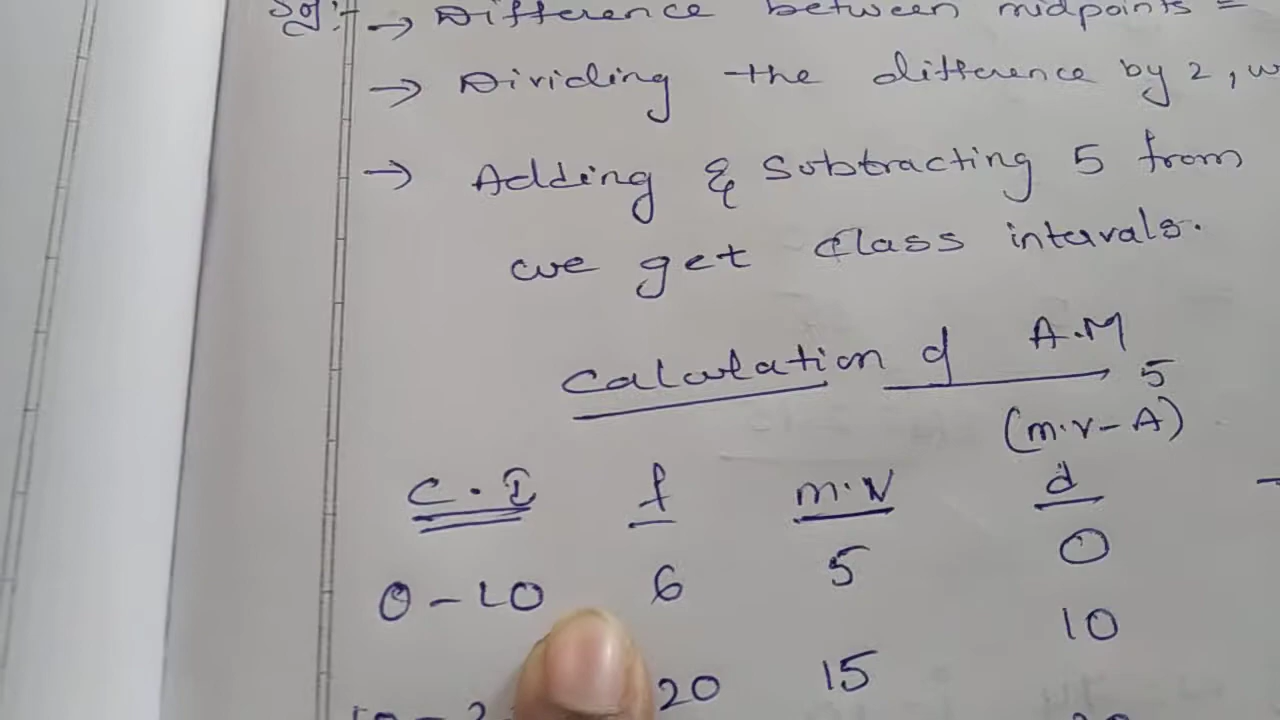 Sol:- → Difference between midpoints =
→ Dividing the difference by 2, w
→ Adding & Subtracting 5 from
we get Class intervals.
Calculation of A.M
5
(m.v-A)
C.I f m.v d
0-10 6 5 0
20 15 10